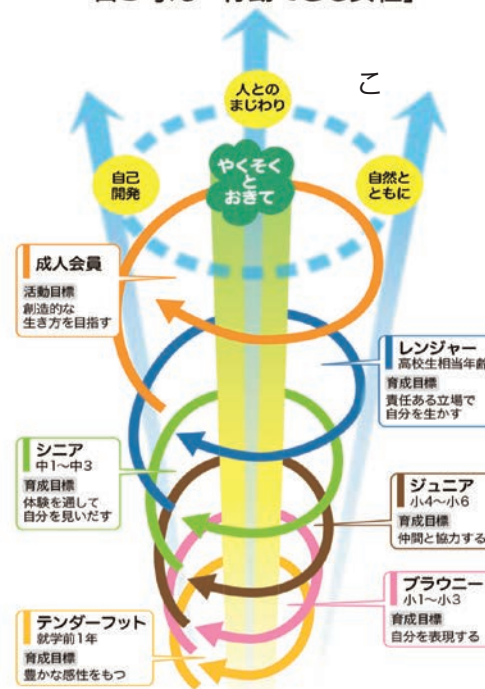 こ
人との
まじわり
やくそく
と
おきて
自己
開発
自然と
ともに
成人会員
活動目標
創造的な
生き方を目指す
レンジャー
高校生相当年齢
育成目標
責任ある立場で
自分を生かす
シニア
中1〜中3
育成目標
体験を通して
自分を見いだす
ジュニア
小4〜小6
育成目標
仲間と協力する
ブラウニー
小1〜小3
育成目標
自分を表現する
テンダーフット
就学前1年
育成目標
豊かな感性をもつ